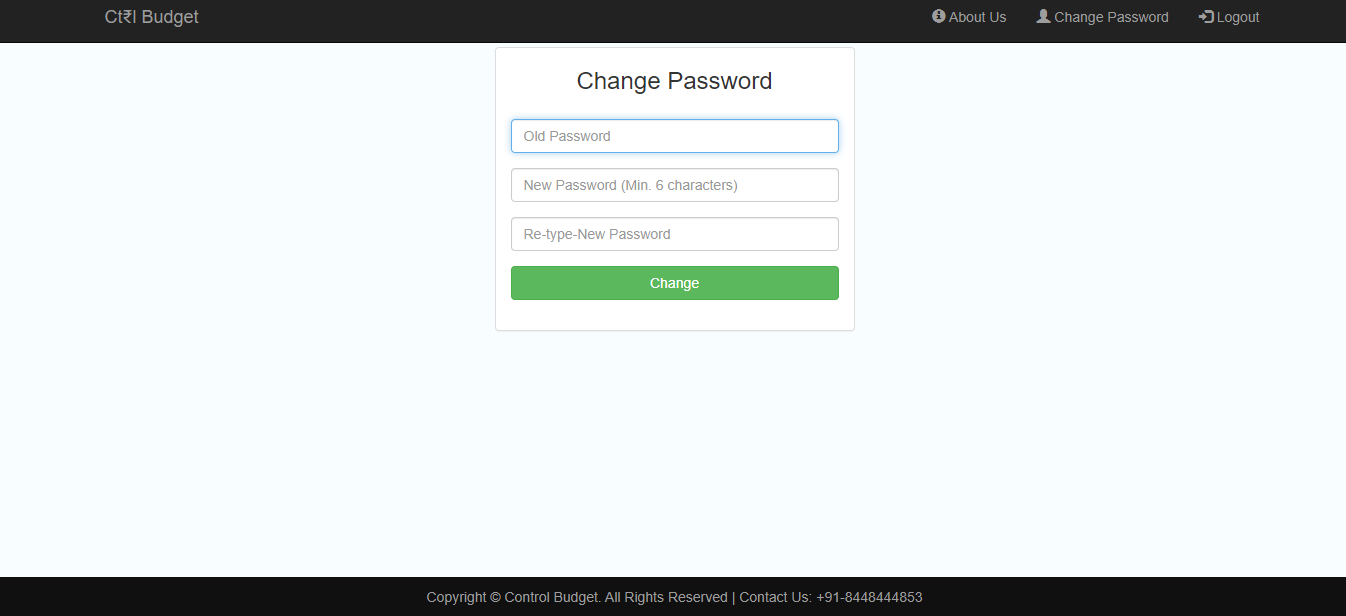 Ct₹l Budget
About Us
Change Password
Logout
Change Password
Old Password
New Password (Min. 6 characters)
Re-type-New Password
Change
Copyright © Control Budget. All Rights Reserved | Contact Us: +91-8448444853